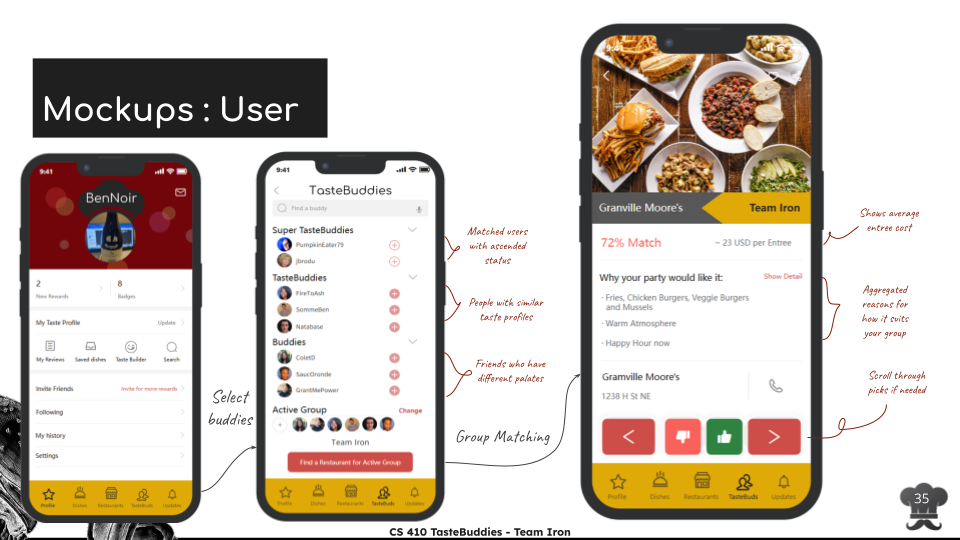 Mockups : User
9:41
BenNoir
2
New Rewards
8
Badges
My Taste Profile
Update
My Reviews
Saved dishes
Taste Builder
Search
Invite Friends
Invite for more rewards
Following
My history
Settings
Profile
Dishes
Restaurants
TasteBuds
Updates
Select
buddies
9:41
TasteBuddies
Find a buddy
Super TasteBuddies
PumpkinEater79
jbrodu
TasteBuddies
FireToAsh
SommeBen
Natabase
Buddies
ColetD
SaucDronde
GrantMePower
Active Group
Change
Team Iron
Find a Restaurant for Active Group
Profile
Dishes
Restaurants
TasteBuds
Updates
Matched users
with ascended
status
People with similar
taste profiles
Friends who have
different palates
Group Matching
9:41
Granville Moore's
Team Iron
72% Match
~ 23 USD per Entree
Why your party would like it:
Show Detail
· Fries, Chicken Burgers, Veggie Burgers
and Mussels
· Warm Atmosphere
· Happy Hour now
Gramville Moore's
1238 H St NE
Profile
Dishes
Restaurants
TasteBuds
Updates
Shows average
entree cost
Aggregated
reasons for
how it suits
your group
Scroll through
picks if needed
35
CS 410 TasteBuddies - Team Iron